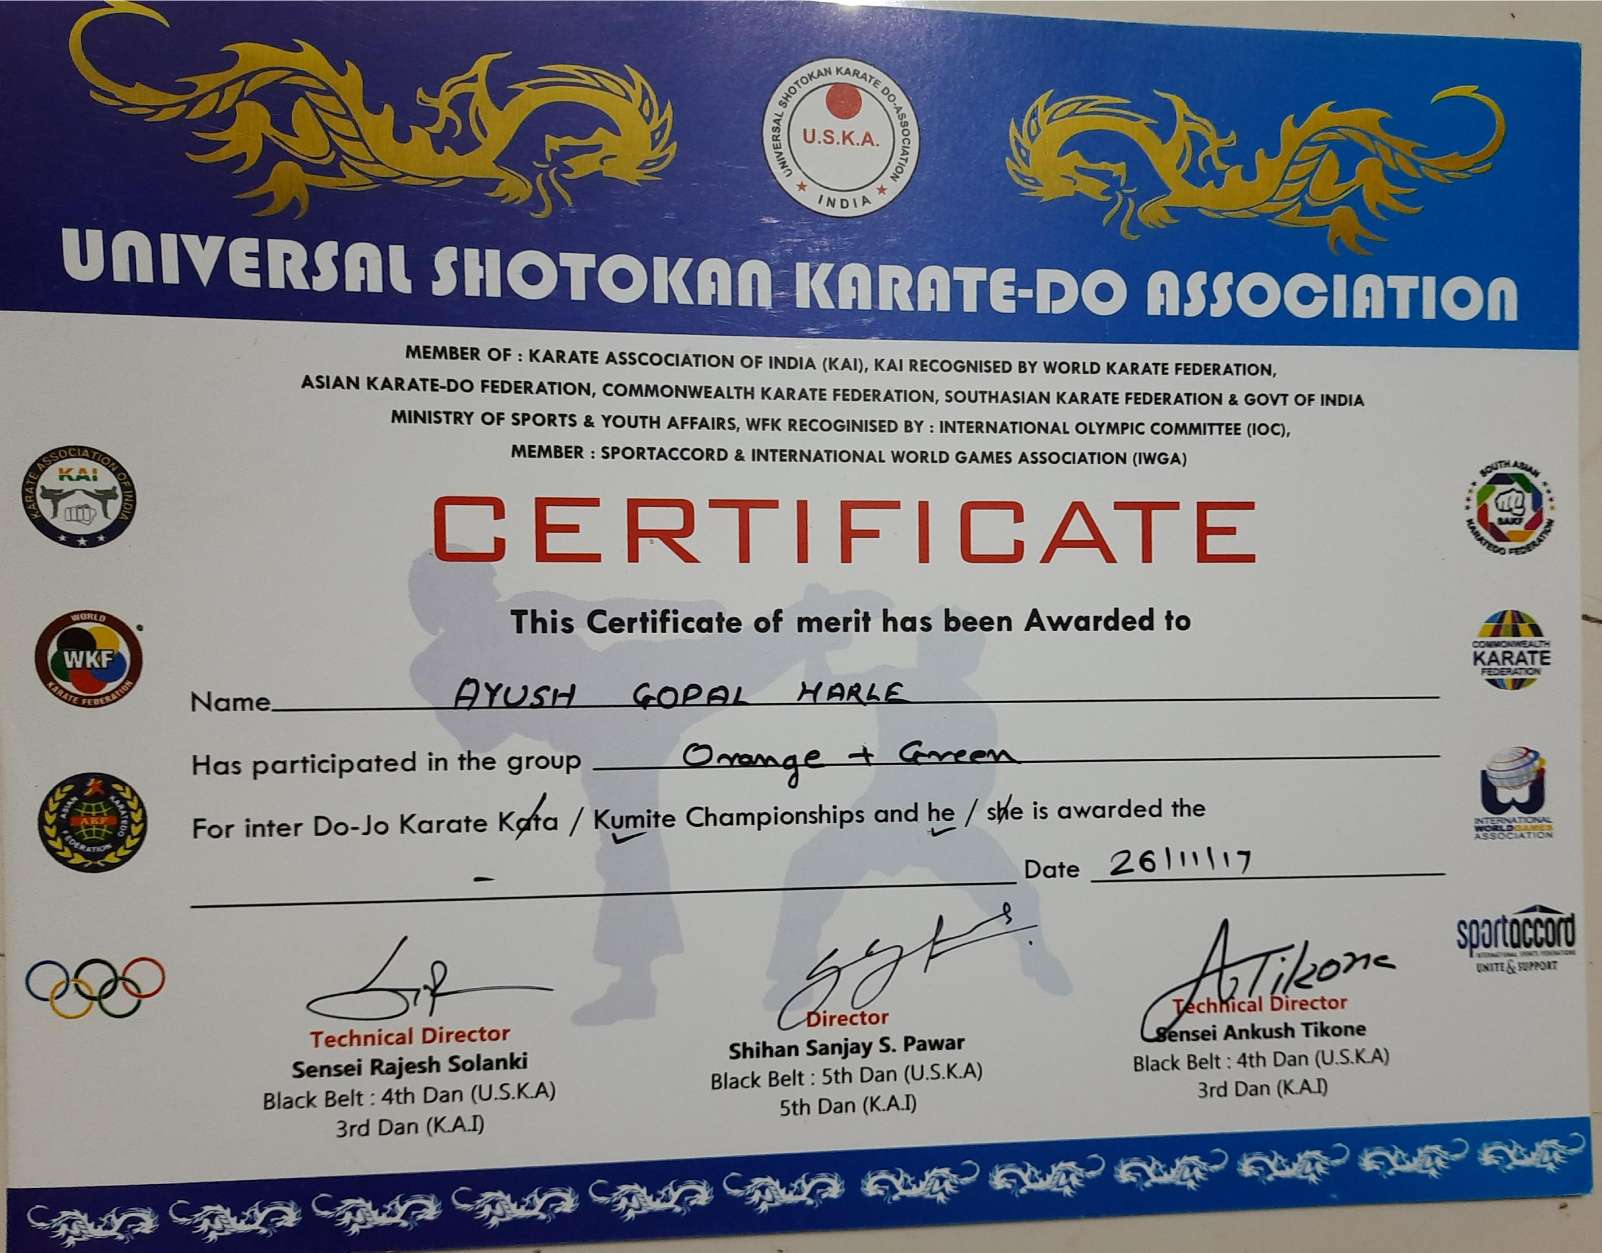 UNIVERSAL SHOTOKAN KARATE DO-ASSOCIATION
U.S.K.A.
INDIA
UNIVERSAL SHOTOKAN KARATE-DO ASSOCIATION
MEMBER OF : KARATE ASSCOCIATION OF INDIA (KAI), KAI RECOGNISED BY WORLD KARATE FEDERATION,
ASIAN KARATE-DO FEDERATION, COMMONWEALTH KARATE FEDERATION, SOUTHASIAN KARATE FEDERATION & GOVT OF INDIA
MINISTRY OF SPORTS & YOUTH AFFAIRS, WFK RECOGINISED BY : INTERNATIONAL OLYMPIC COMMITTEE (IOC),
MEMBER : SPORTACCORD & INTERNATIONAL WORLD GAMES ASSOCIATION (IWGA)
KARATE ASSOCIATION OF INDIA
KAI
SOUTH ASIAN
SAKF
KARATEDO FEDERATION
CERTIFICATE
This Certificate of merit has been Awarded to
WORLD
WKF
KARATE FEDERATION
COMMONWEALTH
KARATE
FEDERATION
Name AYUSH GOPAL HARLE
Has participated in the group Orange + Green
For inter Do-Jo Karate Kata / Kumite Championships and he / she is awarded the
ASIAN KARATEDO
AKF
FEDERATION
INTERNATIONAL
WORLDGAMES
ASSOCIATION
- Date 26/11/17
sportaccord
INTERNATIONAL SPORTS FEDERATIONS
UNITE & SUPPORT
ATikone
Technical Director
Sensei Rajesh Solanki
Black Belt : 4th Dan (U.S.K.A)
3rd Dan (K.A.I)
Director
Shihan Sanjay S. Pawar
Black Belt : 5th Dan (U.S.K.A)
5th Dan (K.A.I)
Technical Director
Sensei Ankush Tikone
Black Belt : 4th Dan (U.S.K.A)
3rd Dan (K.A.I)